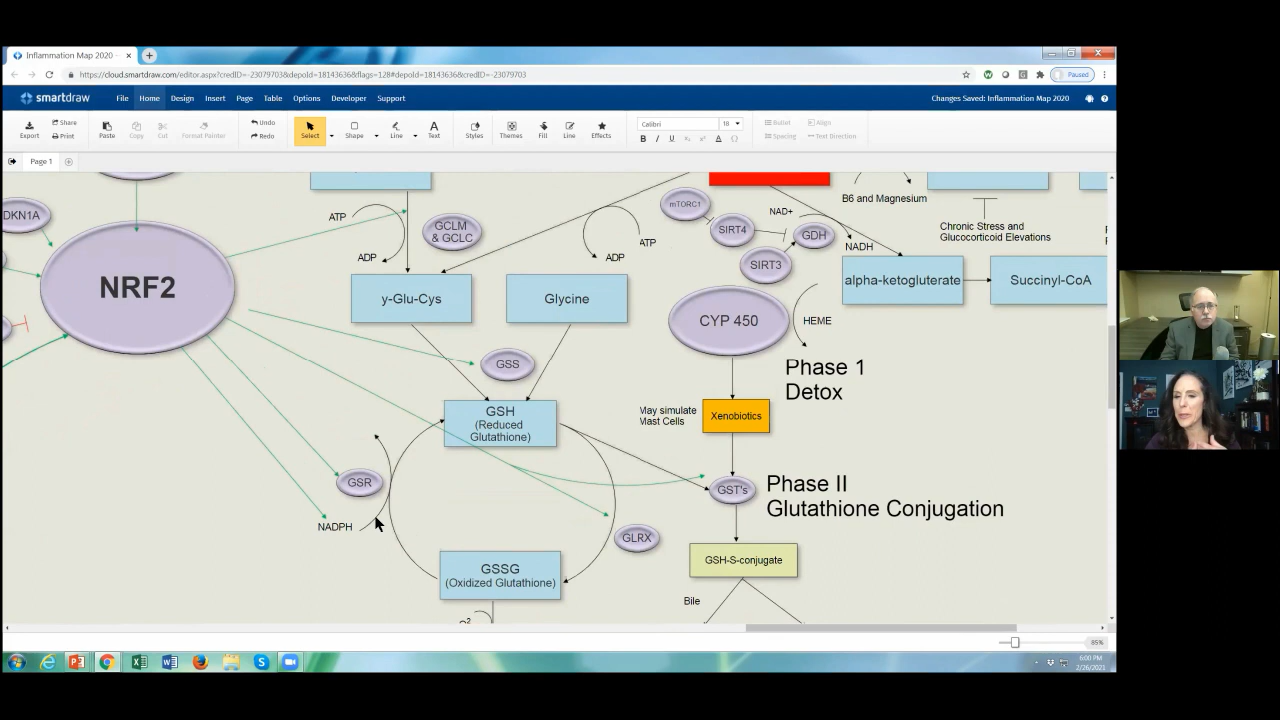 Inflammation Map 2020
https://cloud.smartdraw.com/editor.aspx?credID=-23079703&depoId=18143636&flags=128#depoId=18143636&credID=-23079703
Paused
smartdraw
File Home Design Insert Page Table Options Developer Support
Changes Saved: Inflammation Map 2020
Export
Share
Print
Paste
Copy
Cut
Format Painter
Undo
Redo
Select
Shape
Line
Text
Styles
Themes
Fill
Line
Effects
Calibri
18
B I U
Bullet
Align
Spacing
Text Direction
Page 1
DKN1A
NRF2
ATP
ADP
GCLM
& GCLC
ATP
ADP
mTORC1
SIRT4
SIRT3
NAD+
GDH
NADH
B6 and Magnesium
Chronic Stress and
Glucocorticoid Elevations
y-Glu-Cys
Glycine
alpha-ketogluterate
Succinyl-CoA
CYP 450
HEME
Phase 1
Detox
GSS
GSH
(Reduced
Glutathione)
May simulate
Mast Cells
Xenobiotics
GSR
NADPH
GST's
Phase II
Glutathione Conjugation
GLRX
GSSG
(Oxidized Glutathione)
GSH-S-conjugate
Bile
85%
6:00 PM
2/26/2021